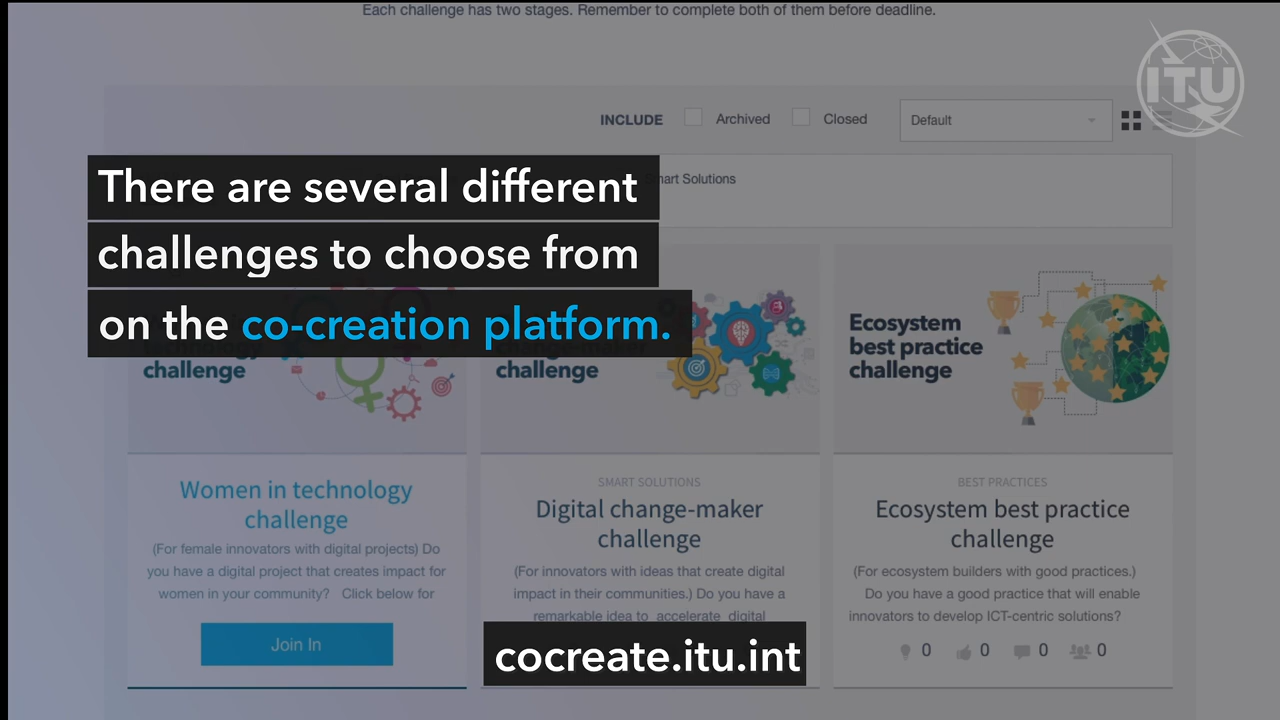 Each challenge has two stages. Remember to complete both of them before deadline.
ITU
INCLUDE Archived Closed Default
Smart Solutions
There are several different
challenges to choose from
on the co-creation platform.
challenge
challenge
Ecosystem
best practice
challenge
Women in technology
challenge
(For female innovators with digital projects) Do
you have a digital project that creates impact for
women in your community? Click below for
Join In
SMART SOLUTIONS
Digital change-maker
challenge
(For innovators with ideas that create digital
impact in their communities.) Do you have a
remarkable idea to accelerate digital
BEST PRACTICES
Ecosystem best practice
challenge
(For ecosystem builders with good practices.)
Do you have a good practice that will enable
innovators to develop ICT-centric solutions?
0 0 0 0
cocreate.itu.int